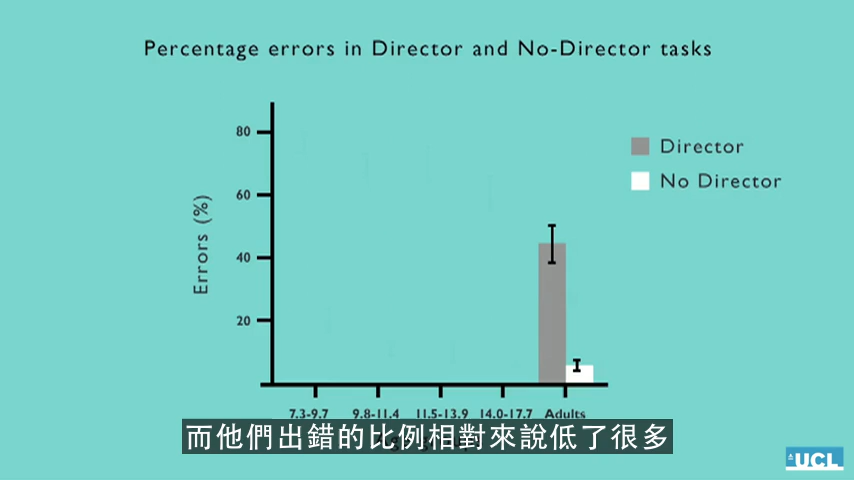 Percentage errors in Director and No-Director tasks
80
60
40
20
Errors (%)
Director
No Director
7.3-9.7 9.8-11.4 11.5-13.9 14.0-17.7 Adults
而他們出錯的比例相對來說低了很多
UCL